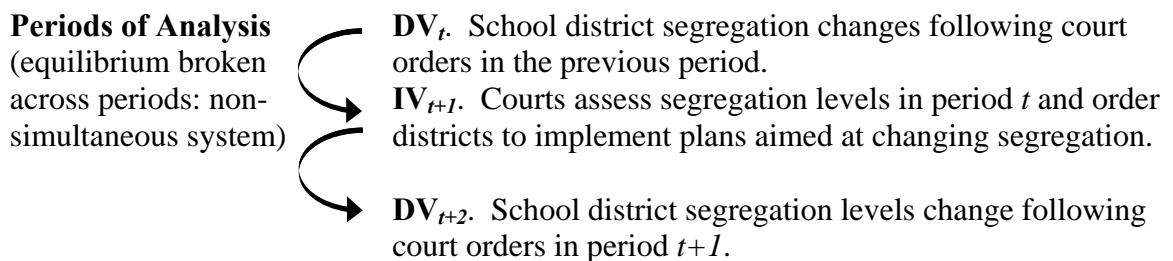 Periods of Analysis
(equilibrium broken
across periods: non-
simultaneous system)
DVt. School district segregation changes following court
orders in the previous period.
IVt+1. Courts assess segregation levels in period t and order
districts to implement plans aimed at changing segregation.
DVt+2. School district segregation levels change following
court orders in period t+1.